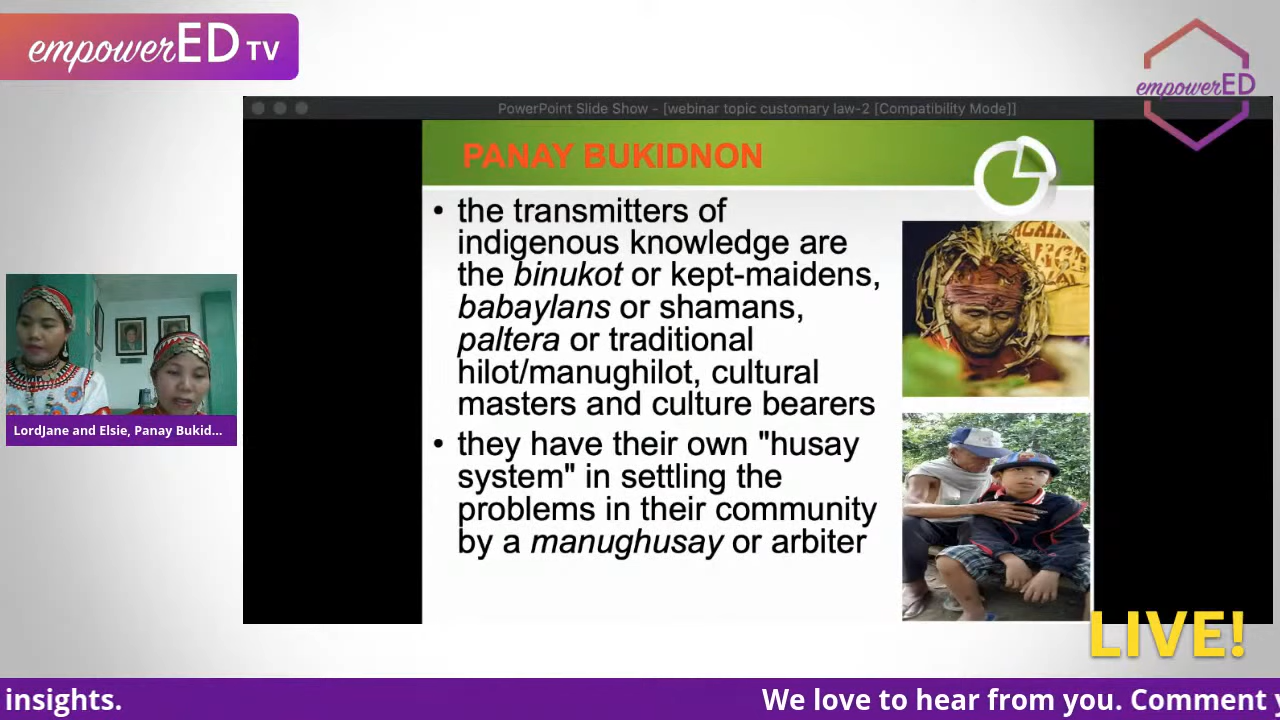 empowerED TV
empowerED
PowerPoint Slide Show - [webinar topic customary law-2 [Compatibility Mode]]
PANAY BUKIDNON
• the transmitters of
indigenous knowledge are
the binukot or kept-maidens,
babaylans or shamans,
paltera or traditional
hilot/manughilot, cultural
masters and culture bearers
• they have their own "husay
system" in settling the
problems in their community
by a manughusay or arbiter
LordJane and Elsie, Panay Bukid...
LIVE!
insights.
We love to hear from you. Comment